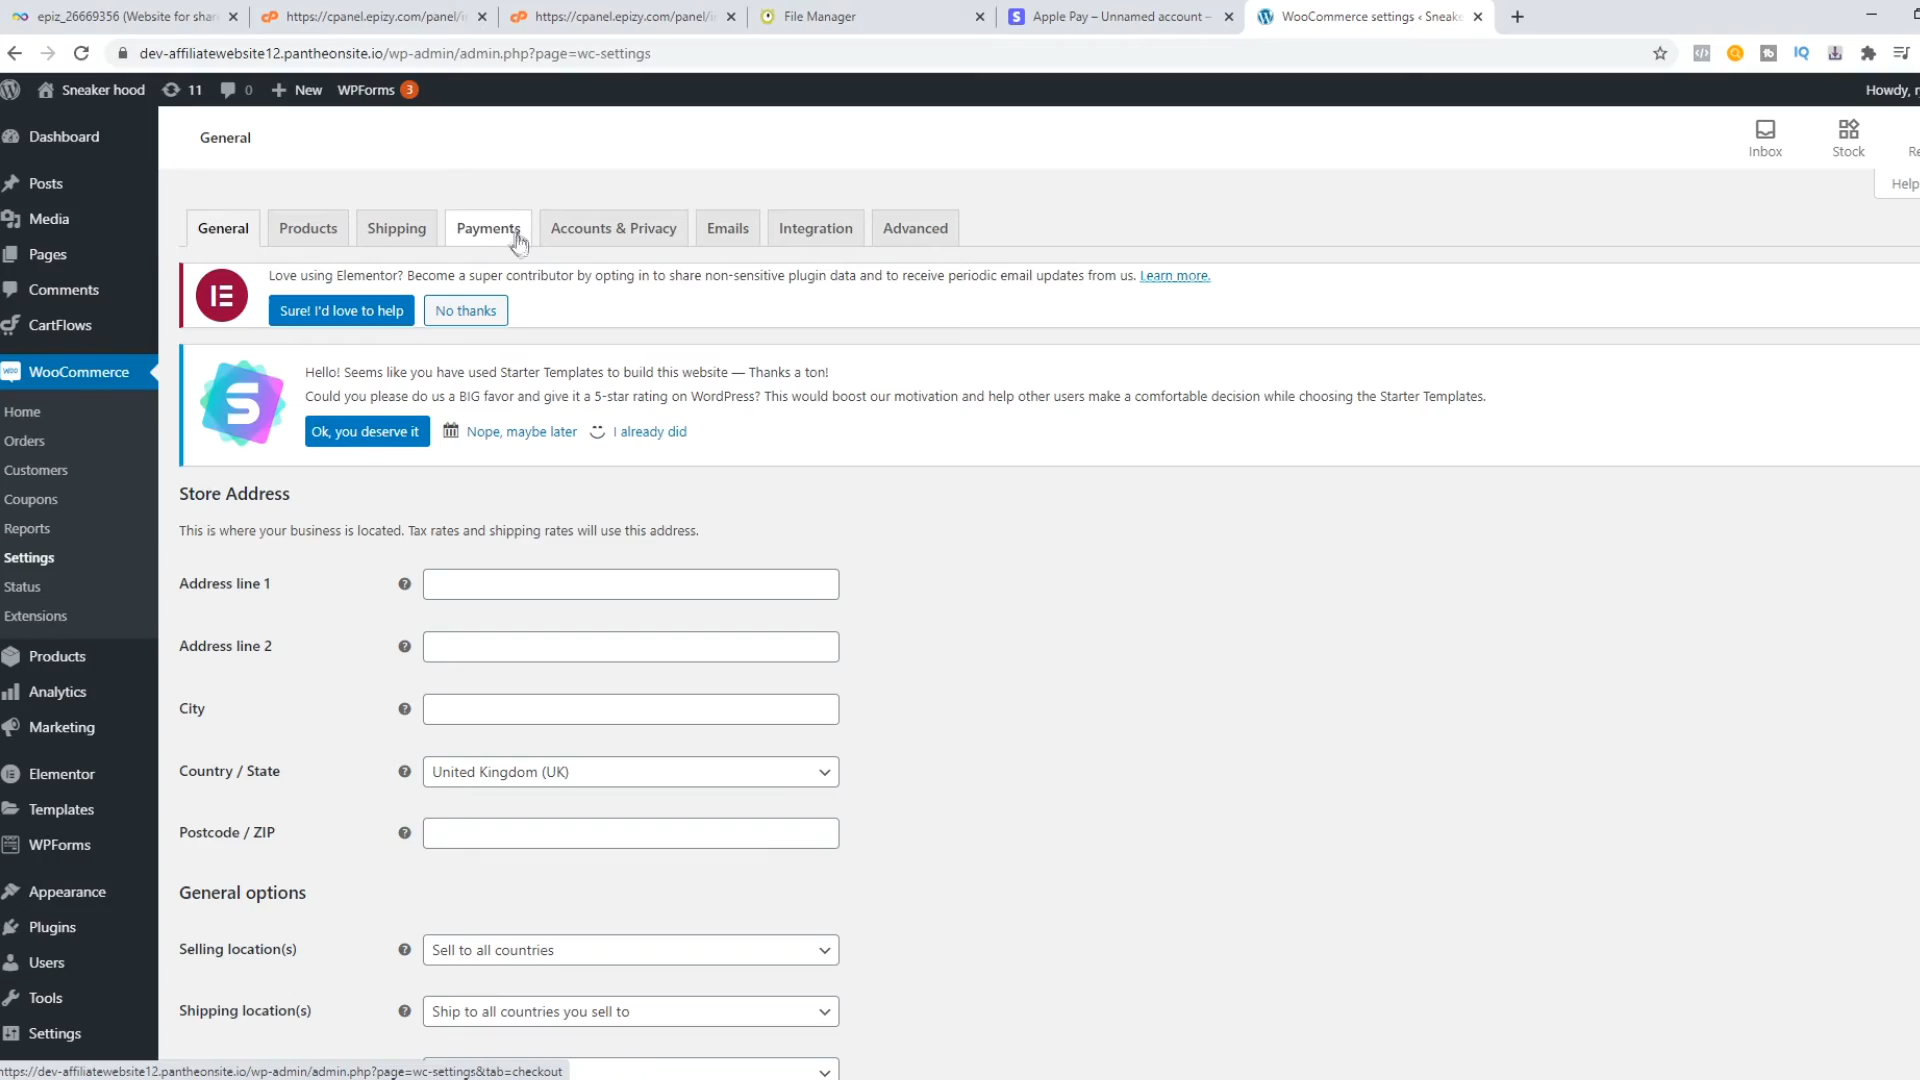 epiz_26669356 (Website for shar
https://cpanel.epizy.com/panel/i
https://cpanel.epizy.com/panel/i
File Manager
Apple Pay – Unnamed account –
WooCommerce settings ‹ Sneake
dev-affiliatewebsite12.pantheonsite.io/wp-admin/admin.php?page=wc-settings
Sneaker hood
11
0
New
WPForms 3
Howdy, r
Dashboard
Posts
Media
Pages
Comments
CartFlows
WooCommerce
Home
Orders
Customers
Coupons
Reports
Settings
Status
Extensions
Products
Analytics
Marketing
Elementor
Templates
WPForms
Appearance
Plugins
Users
Tools
Settings
General
Inbox
Stock
Re
Help
General
Products
Shipping
Payments
Accounts & Privacy
Emails
Integration
Advanced
Love using Elementor? Become a super contributor by opting in to share non-sensitive plugin data and to receive periodic email updates from us. Learn more.
Sure! I'd love to help
No thanks
Hello! Seems like you have used Starter Templates to build this website — Thanks a ton!
Could you please do us a BIG favor and give it a 5-star rating on WordPress? This would boost our motivation and help other users make a comfortable decision while choosing the Starter Templates.
Ok, you deserve it
Nope, maybe later
I already did
Store Address
This is where your business is located. Tax rates and shipping rates will use this address.
Address line 1
Address line 2
City
Country / State
United Kingdom (UK)
Postcode / ZIP
General options
Selling location(s)
Sell to all countries
Shipping location(s)
Ship to all countries you sell to
https://dev-affiliatewebsite12.pantheonsite.io/wp-admin/admin.php?page=wc-settings&tab=checkout